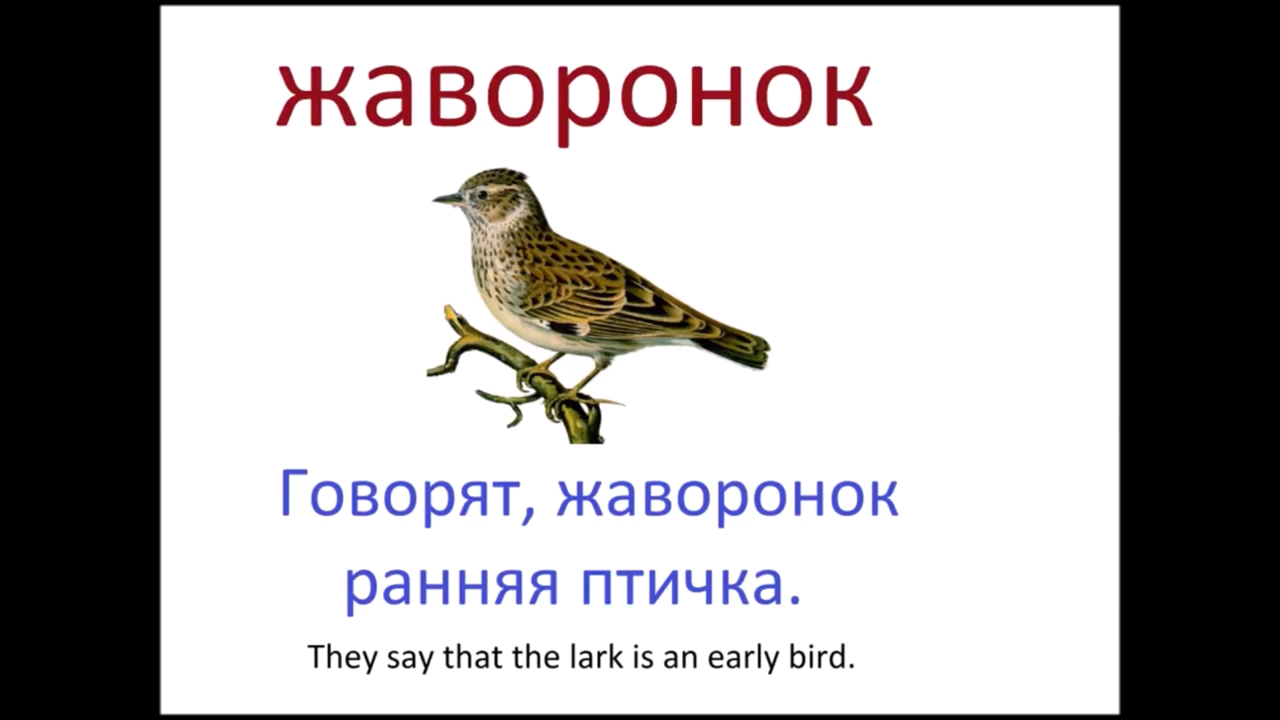 жаворонок
Говорят, жаворонок
ранняя птичка.
They say that the lark is an early bird.